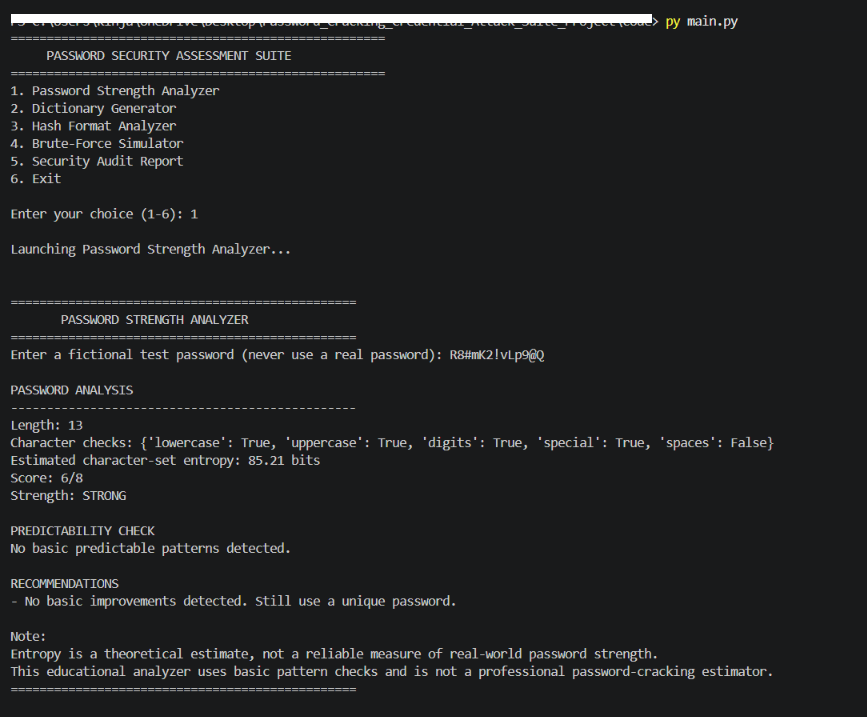 > py main.py
==================================================
PASSWORD SECURITY ASSESSMENT SUITE
==================================================
1. Password Strength Analyzer
2. Dictionary Generator
3. Hash Format Analyzer
4. Brute-Force Simulator
5. Security Audit Report
6. Exit
Enter your choice (1-6): 1
Launching Password Strength Analyzer...
================================================
PASSWORD STRENGTH ANALYZER
================================================
Enter a fictional test password (never use a real password): R8#mK2!vLp9@Q
PASSWORD ANALYSIS
------------------------------------------------
Length: 13
Character checks: {'lowercase': True, 'uppercase': True, 'digits': True, 'special': True, 'spaces': False}
Estimated character-set entropy: 85.21 bits
Score: 6/8
Strength: STRONG
PREDICTABILITY CHECK
No basic predictable patterns detected.
RECOMMENDATIONS
- No basic improvements detected. Still use a unique password.
Note:
Entropy is a theoretical estimate, not a reliable measure of real-world password strength.
This educational analyzer uses basic pattern checks and is not a professional password-cracking estimator.
================================================